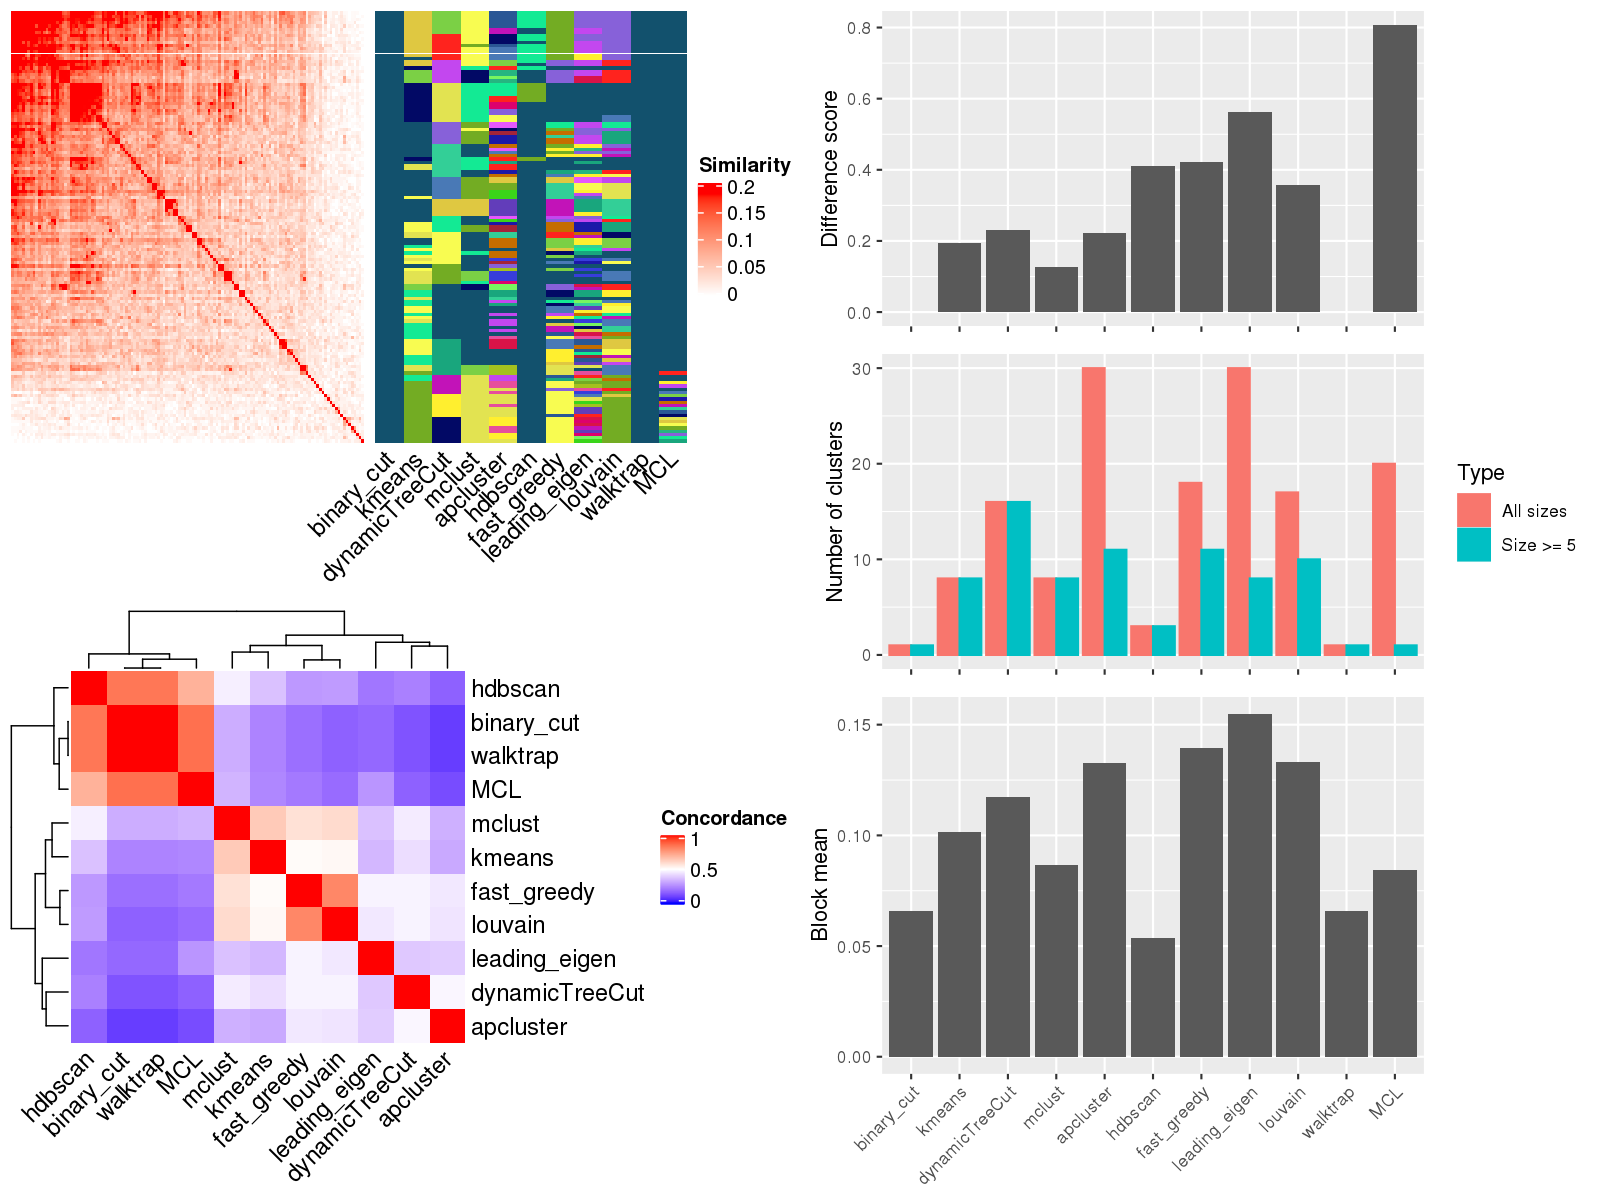 Similarity
0.2
0.15
0.1
0.05
0
binary_cut
kmeans
dynamicTreeCut
mclust
apcluster
hdbscan
fast_greedy
leading_eigen
louvain
walktrap
MCL
hdbscan
binary_cut
walktrap
MCL
mclust
kmeans
fast_greedy
louvain
leading_eigen
dynamicTreeCut
apcluster
hdbscan
binary_cut
walktrap
MCL
mclust
kmeans
fast_greedy
louvain
leading_eigen
dynamicTreeCut
apcluster
Concordance
1
0.5
0
Difference score
0.8
0.6
0.4
0.2
0.0
Number of clusters
30
20
10
0
Type
All sizes
Size >= 5
Block mean
0.15
0.10
0.05
0.00
binary_cut
kmeans
dynamicTreeCut
mclust
apcluster
hdbscan
fast_greedy
leading_eigen
louvain
walktrap
MCL